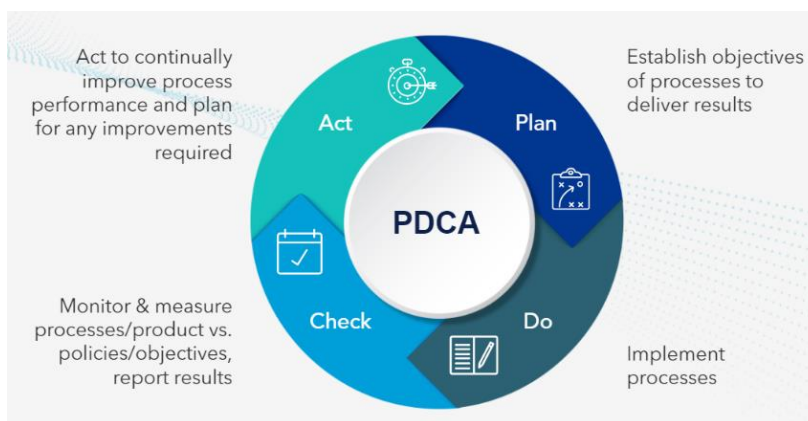 Act to continually
improve process
performance and plan
for any improvements
required
Act
Plan
Establish objectives
of processes to
deliver results
PDCA
Monitor & measure
processes/product vs.
policies/objectives,
report results
Check
Do
Implement
processes